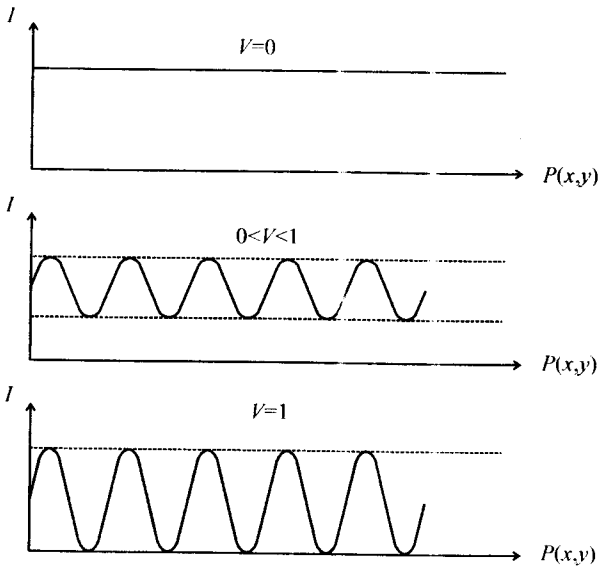 I
V=0
P(x,y)
I
0<V<1
P(x,y)
I
V=1
P(x,y)